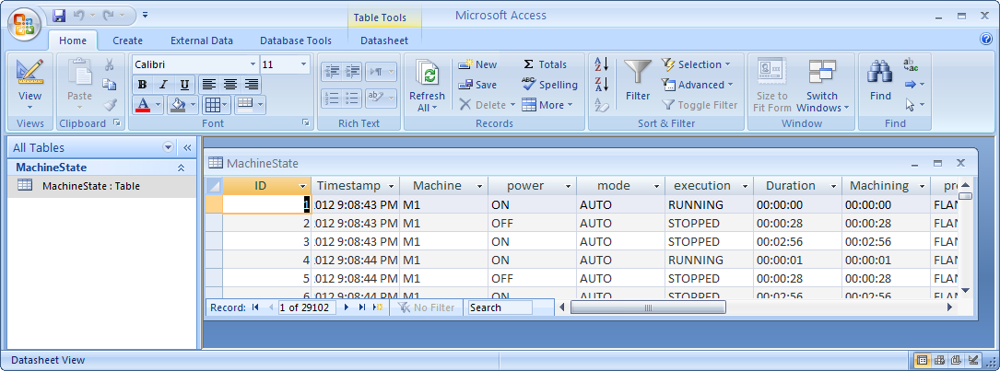 Table Tools Microsoft Access
Home Create External Data Database Tools Datasheet
Calibri 11 New Σ Totals Selection
View Paste B I U Refresh All Save Spelling Filter Advanced Size to Fit Form Switch Windows Find
Delete More Toggle Filter
Views Clipboard Font Rich Text Records Sort & Filter Window Find
All Tables
MachineState
MachineState : Table
MachineState
ID Timestamp Machine power mode execution Duration Machining pro
1 012 9:08:43 PM M1 ON AUTO RUNNING 00:00:00 00:00:00 FLAN
2 012 9:08:43 PM M1 OFF AUTO STOPPED 00:00:28 00:00:28 FLAN
3 012 9:08:43 PM M1 ON AUTO STOPPED 00:02:56 00:02:56 FLAN
4 012 9:08:44 PM M1 ON AUTO RUNNING 00:00:01 00:00:01 FLAN
5 012 9:08:44 PM M1 OFF AUTO STOPPED 00:00:28 00:00:28 FLAN
6 012 9:08:44 PM M1 ON AUTO STOPPED 00:02:56 00:02:56 FLAN
Record: 1 of 29102 No Filter Search
Datasheet View